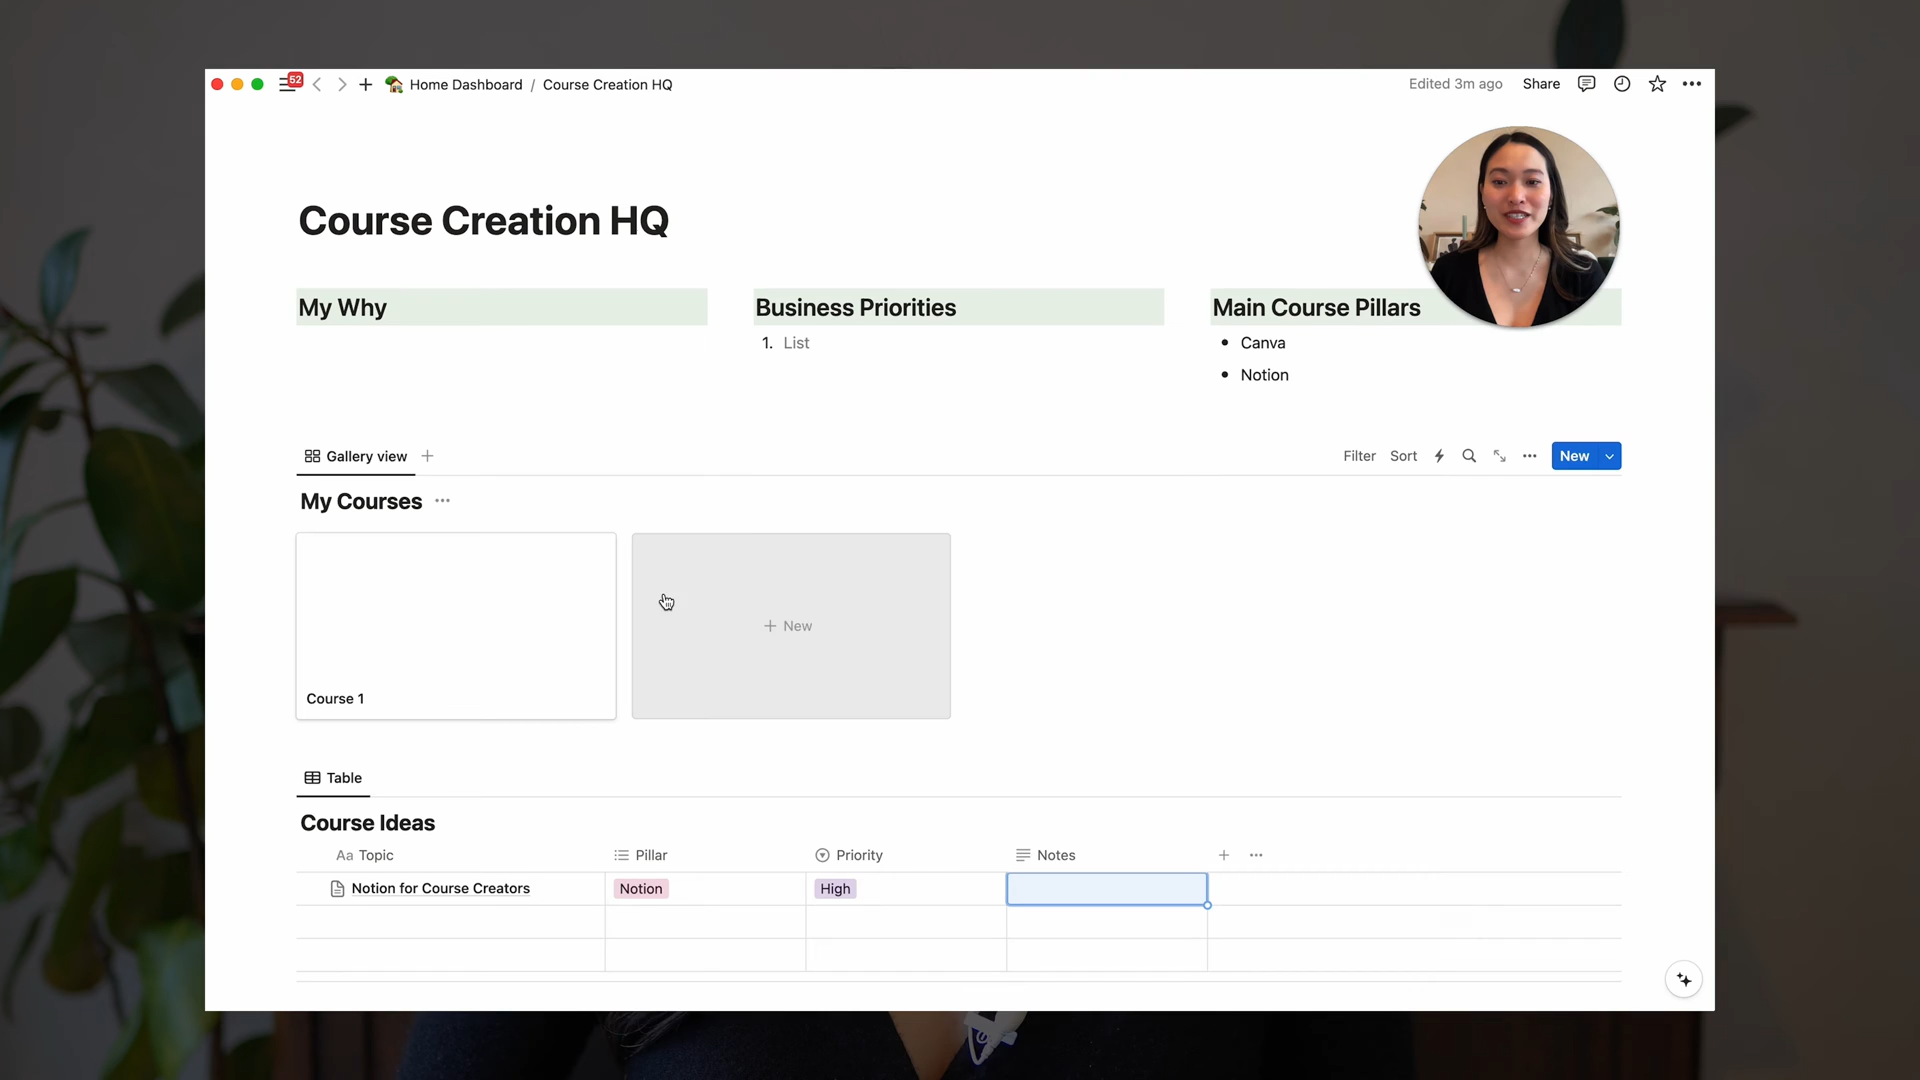 52
Home Dashboard / Course Creation HQ
Edited 3m ago
Share
Course Creation HQ
My Why
Business Priorities
1. List
Main Course Pillars
• Canva
• Notion
Gallery view
Filter
Sort
New
My Courses
Course 1
+ New
Table
Course Ideas
Aa Topic
Pillar
Priority
Notes
Notion for Course Creators
Notion
High